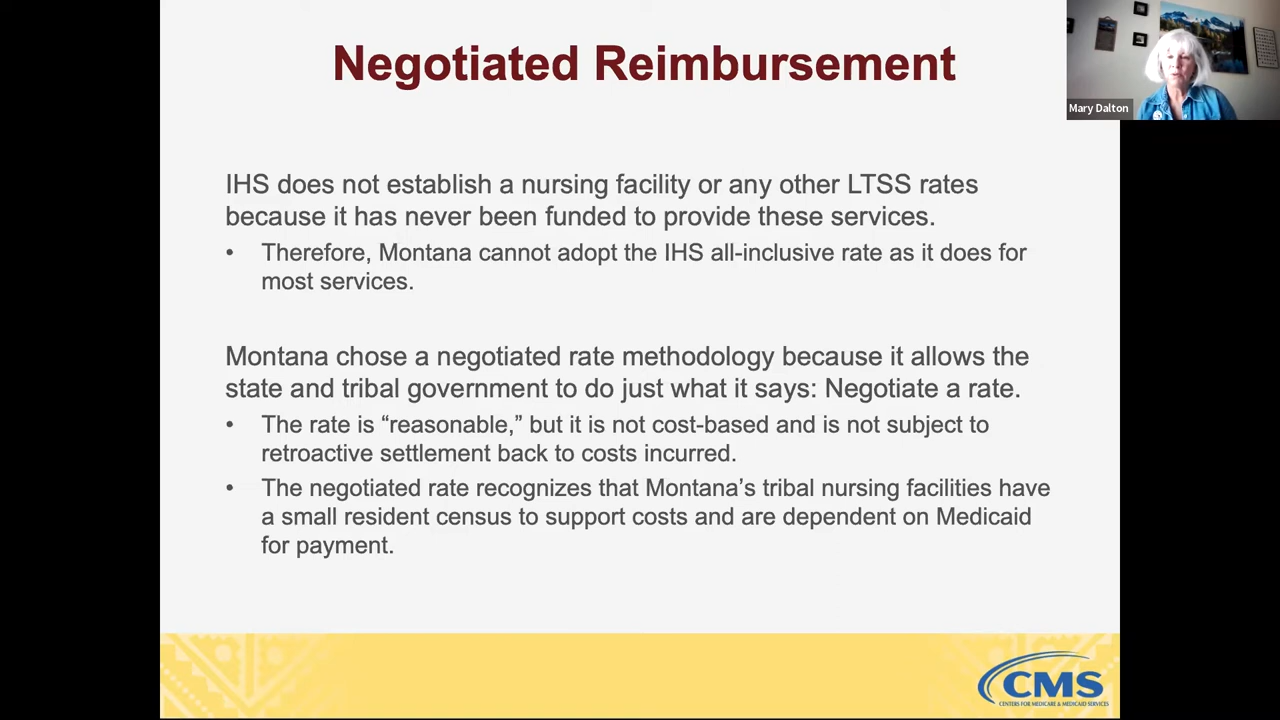 Negotiated Reimbursement
Mary Dalton
IHS does not establish a nursing facility or any other LTSS rates
because it has never been funded to provide these services.
• Therefore, Montana cannot adopt the IHS all-inclusive rate as it does for
most services.
Montana chose a negotiated rate methodology because it allows the
state and tribal government to do just what it says: Negotiate a rate.
• The rate is “reasonable,” but it is not cost-based and is not subject to
retroactive settlement back to costs incurred.
• The negotiated rate recognizes that Montana’s tribal nursing facilities have
a small resident census to support costs and are dependent on Medicaid
for payment.
CMS
CENTERS FOR MEDICARE & MEDICAID SERVICES